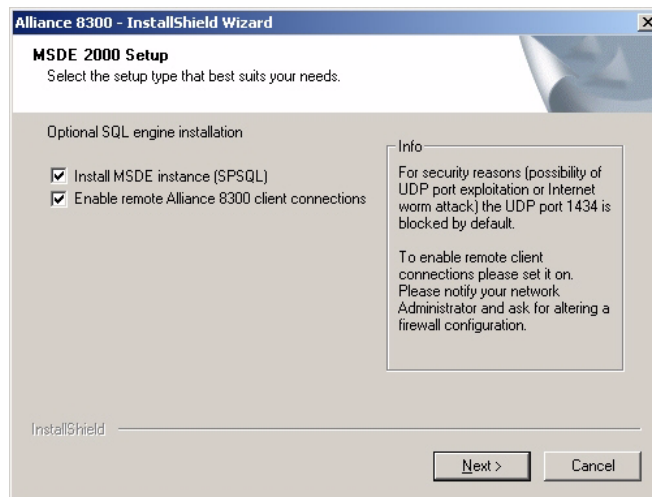 Alliance 8300 - InstallShield Wizard
MSDE 2000 Setup
Select the setup type that best suits your needs.
Optional SQL engine installation
Install MSDE instance (SPSQL)
Enable remote Alliance 8300 client connections
Info
For security reasons (possibility of
UDP port exploitation or Internet
worm attack) the UDP port 1434 is
blocked by default.
To enable remote client
connections please set it on.
Please notify your network
Administrator and ask for altering a
firewall configuration.
InstallShield
Next >
Cancel